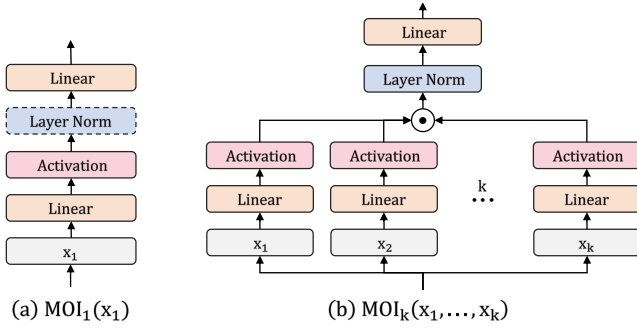 Linear
Layer Norm
Activation
Linear
x₁
(a) MOI₁(x₁)
Linear
Layer Norm
Activation Activation Activation
Linear Linear k ... Linear
x₁ x₂ xₖ
(b) MOIₖ(x₁,...,xₖ)